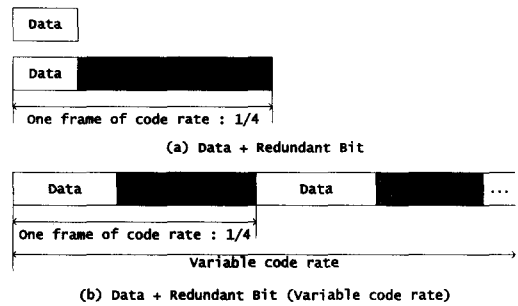 Data
Data
One frame of code rate : 1/4
(a) Data + Redundant Bit
Data Data ...
One frame of code rate : 1/4
Variable code rate
(b) Data + Redundant Bit (Variable code rate)